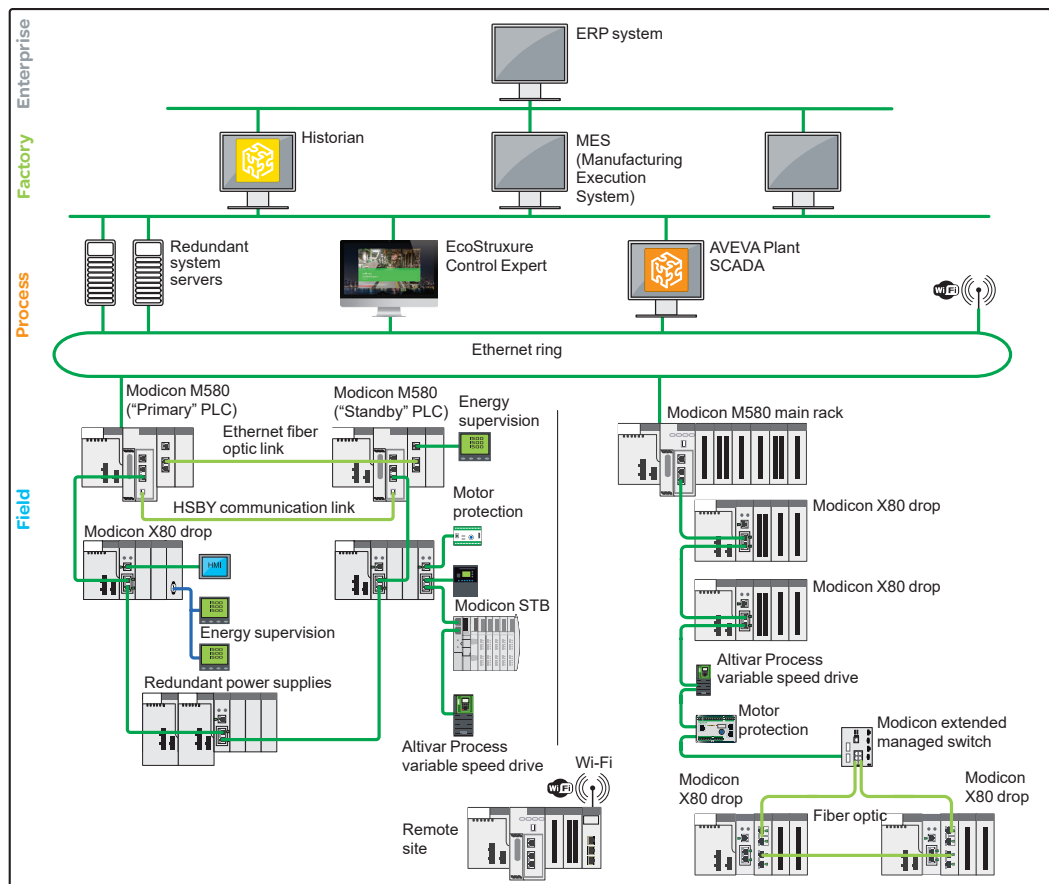 Enterprise
ERP system
Factory
Historian
MES
(Manufacturing
Execution
System)
Process
Redundant
system
servers
EcoStruxure
Control Expert
AVEVA Plant
SCADA
Wi Fi
Ethernet ring
Field
Modicon M580
("Primary" PLC)
Modicon M580
("Standby" PLC)
Energy
supervision
Ethernet fiber
optic link
HSBY communication link
Motor
protection
Modicon X80 drop
HMI
Energy supervision
Modicon STB
Redundant power supplies
Altivar Process
variable speed drive
Modicon M580 main rack
Modicon X80 drop
Modicon X80 drop
Altivar Process
variable speed drive
Motor
protection
Modicon extended
managed switch
Modicon
X80 drop
Modicon
X80 drop
Fiber optic
Wi-Fi
Wi Fi
Remote
site